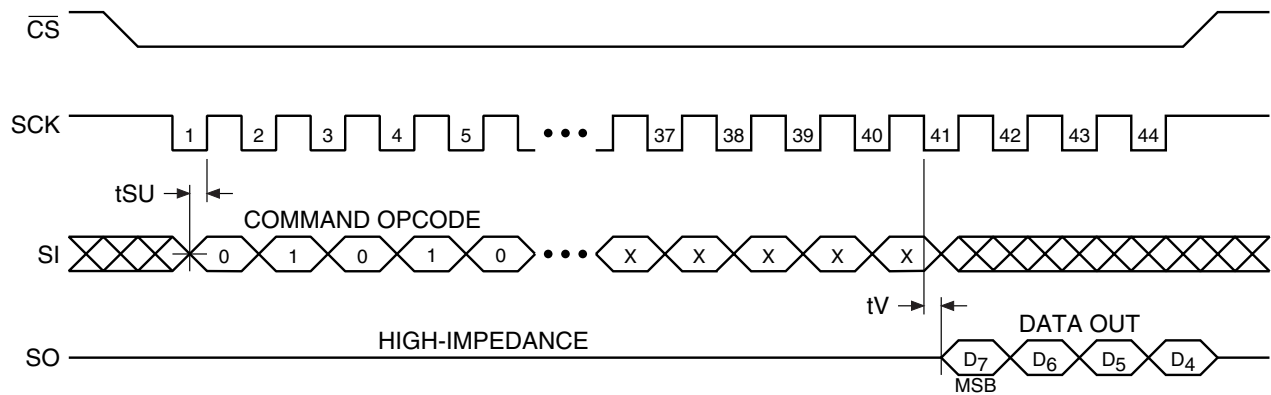 CS
SCK 1 2 3 4 5 ••• 37 38 39 40 41 42 43 44
tSU
COMMAND OPCODE
SI 0 1 0 1 0 ••• X X X X X
tV
HIGH-IMPEDANCE
DATA OUT
SO D7 D6 D5 D4
MSB